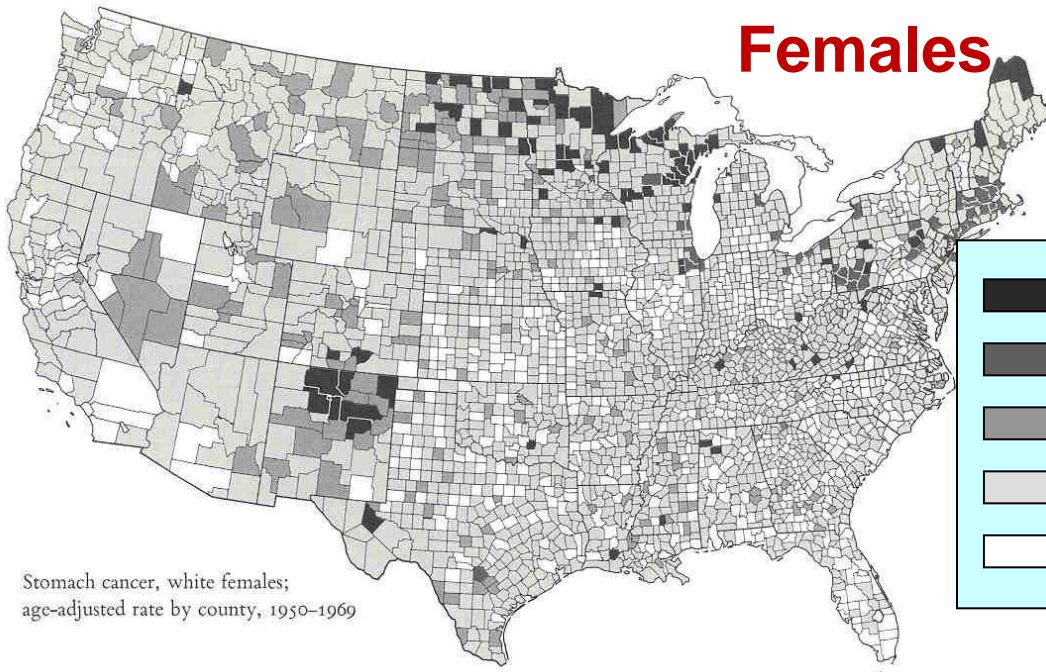 Females
Stomach cancer, white females;
age-adjusted rate by county, 1950–1969